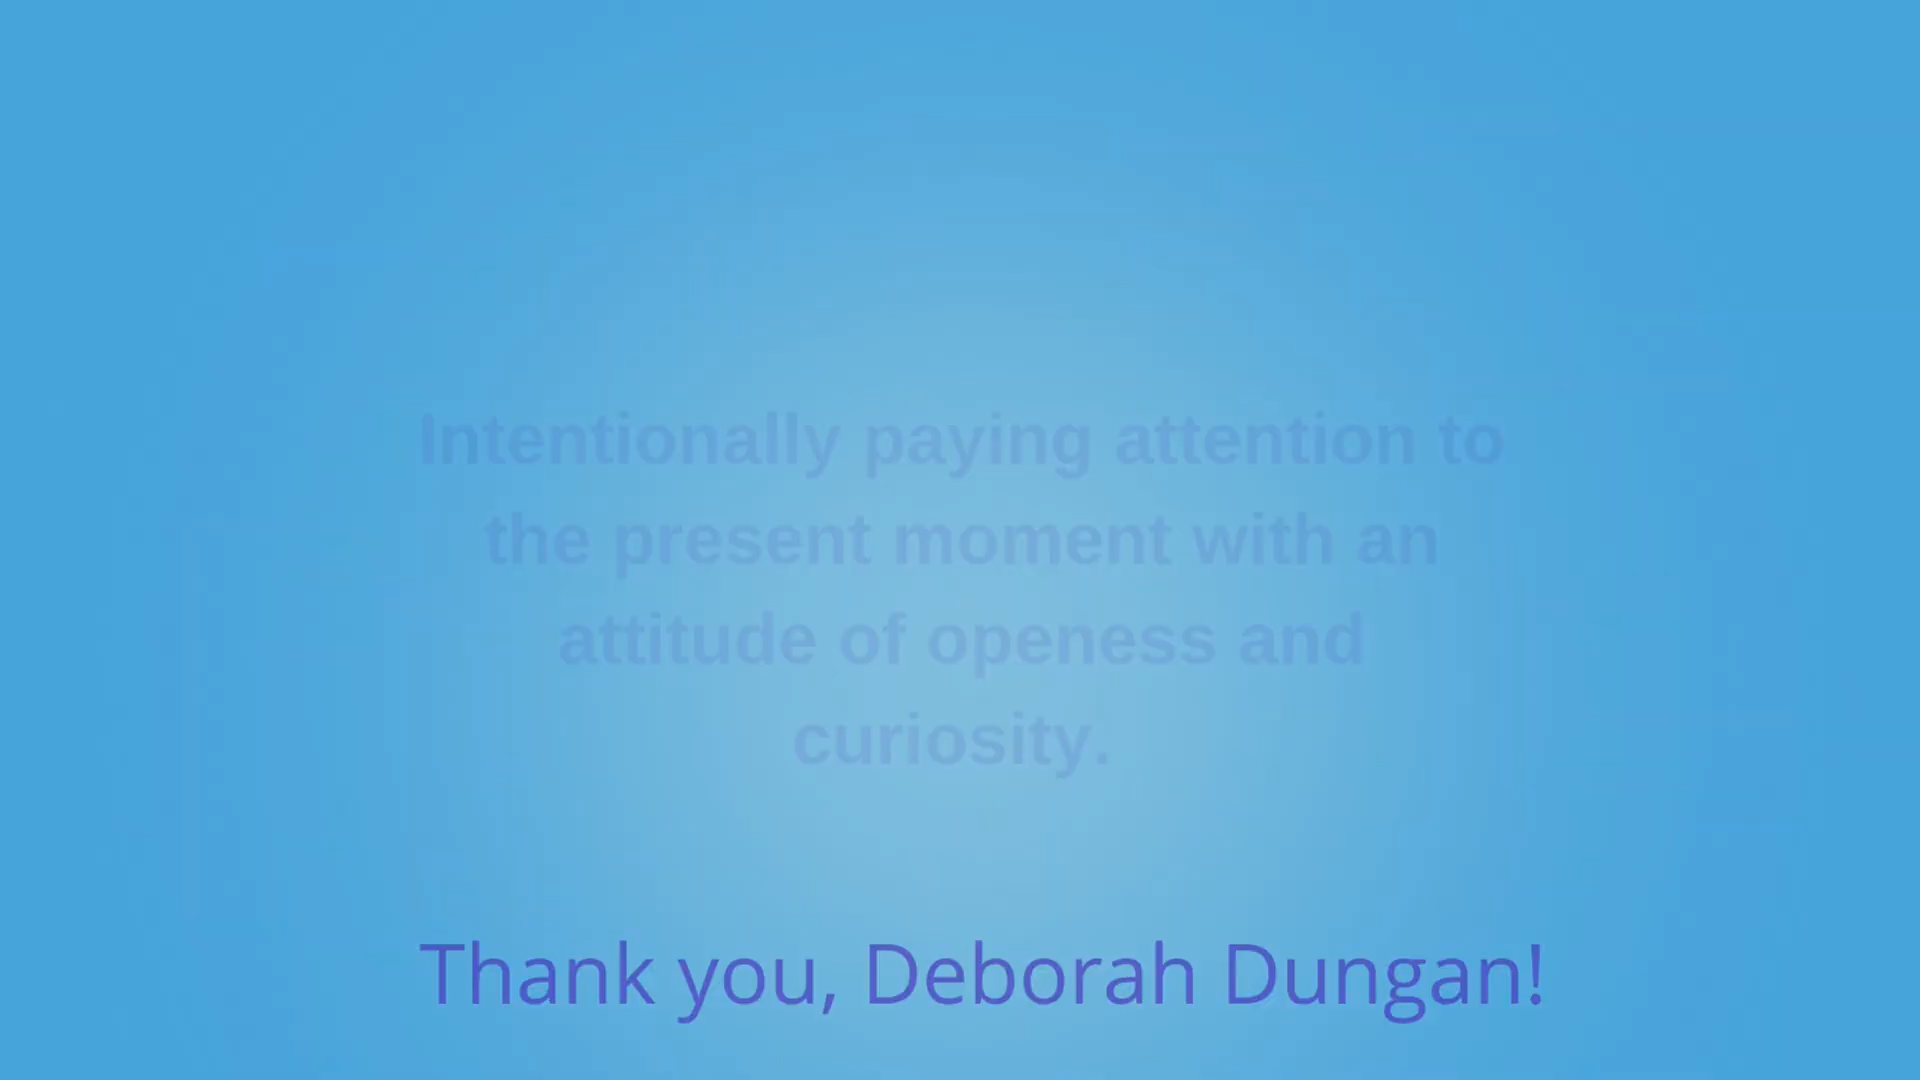 Intentionally paying attention to
the present moment with an
attitude of openess and
curiosity.
Thank you, Deborah Dungan!